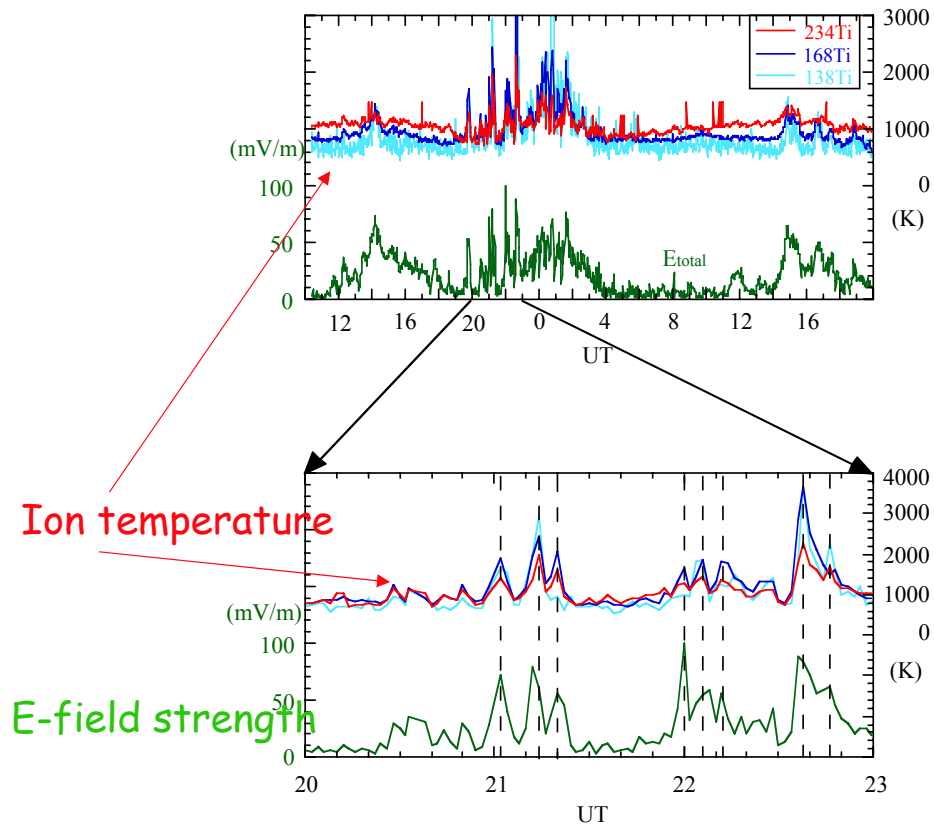 3000
234Ti
168Ti
138Ti
2000
1000
(mV/m)
0
100
(K)
50
Etotal
0
12 16 20 0 4 8 12 16
UT
4000
Ion temperature
3000
2000
1000
(mV/m)
0
100
(K)
50
E-field strength
0
20 21 22 23
UT